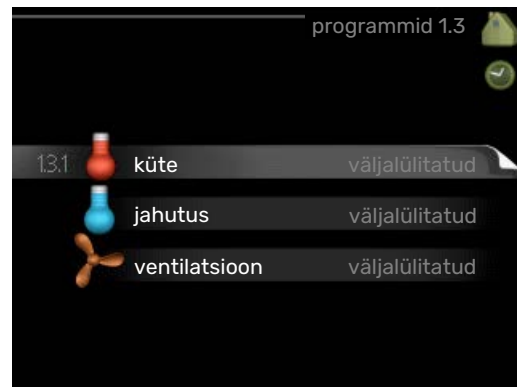 programmid 1.3
1.3.1 küte väljalülitatud
jahutus väljalülitatud
ventilatsioon väljalülitatud